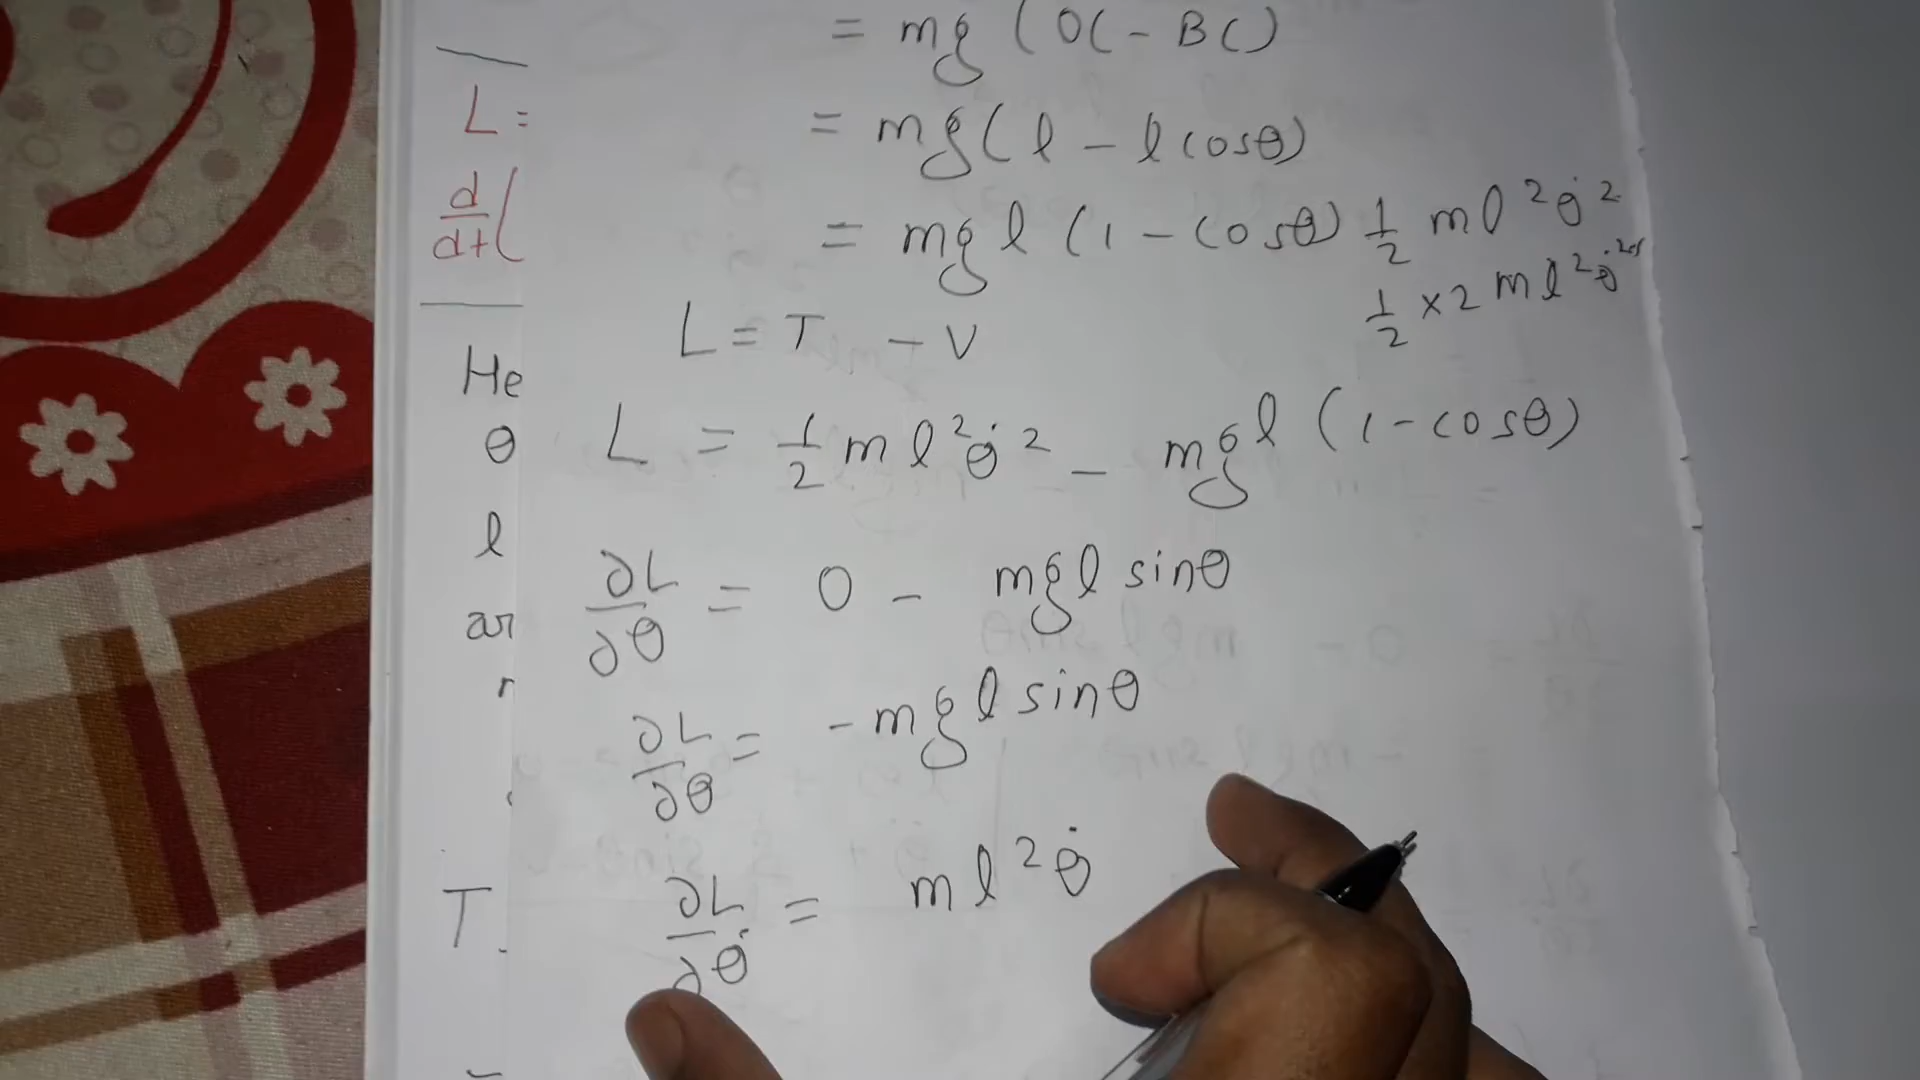 = mg (OC - BC)
= mg(l - l cosθ)
= mgl (1 - cosθ)
1/2 ml²θ̇²
1/2 × 2 ml²θ̇
L = T - V
L = 1/2 ml²θ̇² - mgl (1 - cosθ)
∂L/∂θ = 0 - mgl sinθ
∂L/∂θ = -mgl sinθ
∂L/∂θ̇ = ml²θ̇
L =
d/dt(
He
θ
l
ar
T.